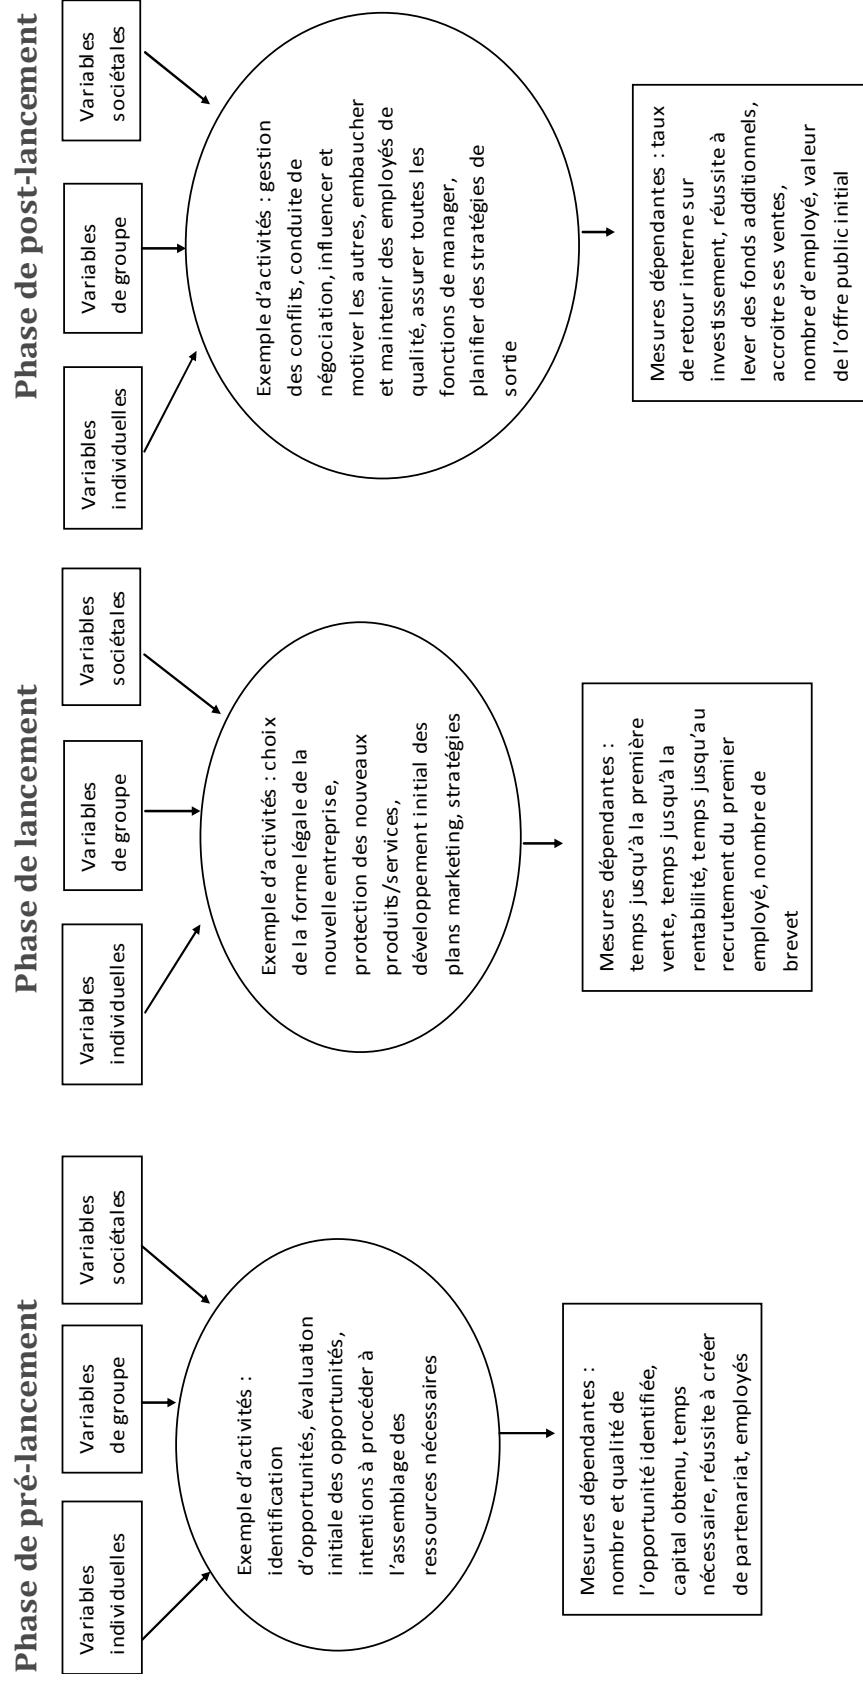 Phase de pré-lancement
Variables
individuelles
Variables
de groupe
Variables
sociétales
Exemple d'activités :
identification
d'opportunités, évaluation
initiale des opportunités,
intentions à procéder à
l'assemblage des
ressources nécessaires
Mesures dépendantes :
nombre et qualité de
l'opportunité identifiée,
capital obtenu, temps
nécessaire, réussite à créer
de partenariat, employés
Phase de lancement
Variables
individuelles
Variables
de groupe
Variables
sociétales
Exemple d'activités : choix
de la forme légale de la
nouvelle entreprise,
protection des nouveaux
produits/services,
développement initial des
plans marketing, stratégies
Mesures dépendantes :
temps jusqu'à la première
vente, temps jusqu'à la
rentabilité, temps jusqu'au
recrutement du premier
employé, nombre de
brevet
Phase de post-lancement
Variables
individuelles
Variables
de groupe
Variables
sociétales
Exemple d'activités : gestion
des conflits, conduite de
négociation, influencer et
motiver les autres, embaucher
et maintenir des employés de
qualité, assurer toutes les
fonctions de manager,
planifier des stratégies de
sortie
Mesures dépendantes : taux
de retour interne sur
investissement, réussite à
lever des fonds additionnels,
accroitre ses ventes,
nombre d'employé, valeur
de l'offre public initial